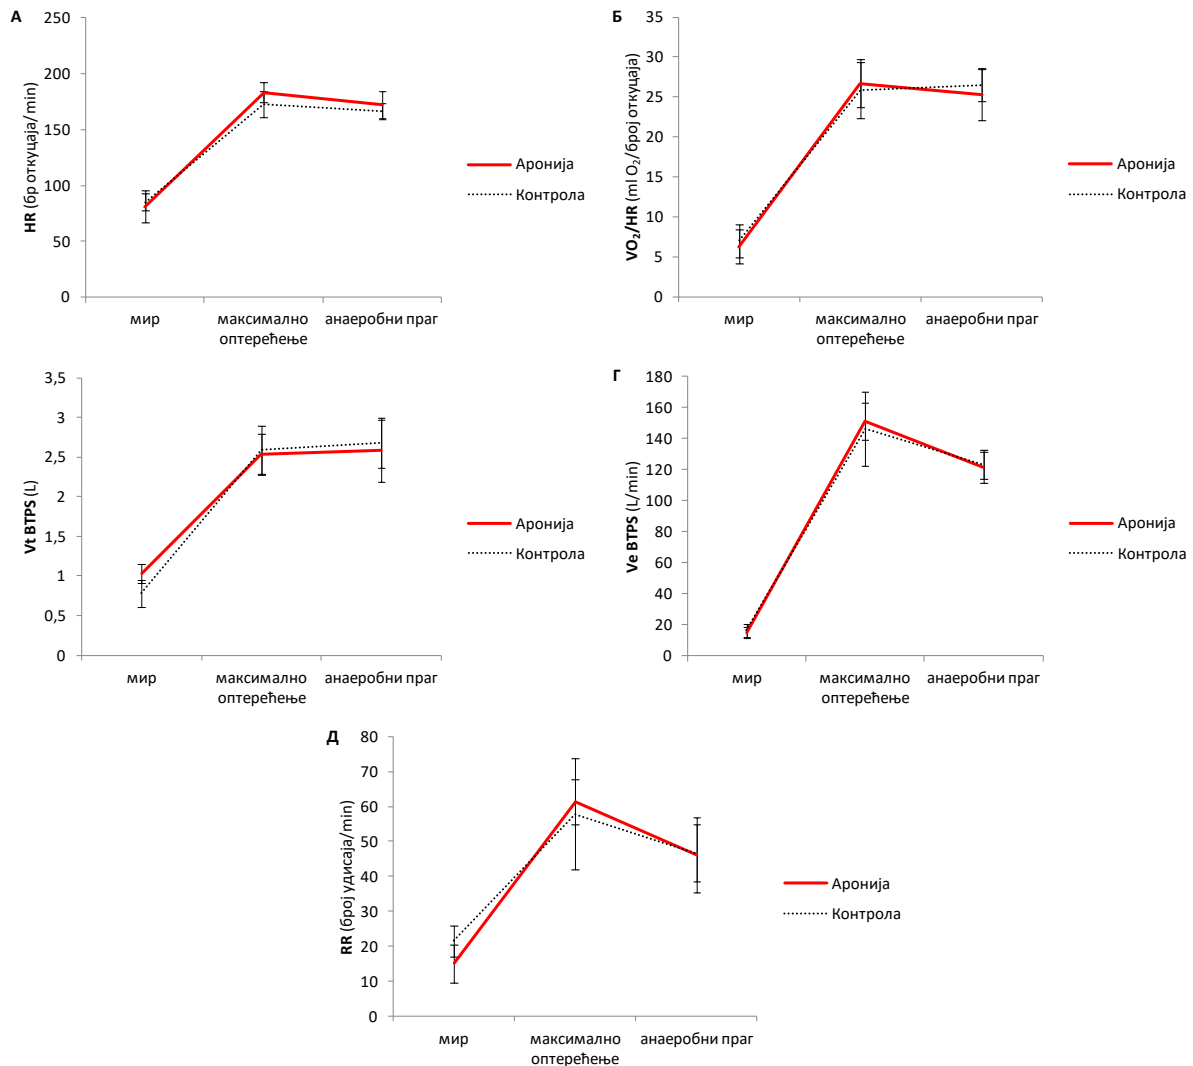 А
250
200
150
100
50
0
HR (бр откуцаја/min)
мир
максимално
оптерећење
анаеробни праг
Аронија
Контрола
Б
35
30
25
20
15
10
5
0
VO₂/HR (ml O₂/број откуцаја)
мир
максимално
оптерећење
анаеробни праг
Аронија
Контрола
3,5
3
2,5
2
1,5
1
0,5
0
Vt BTPS (L)
мир
максимално
оптерећење
анаеробни праг
Аронија
Контрола
Г
180
160
140
120
100
80
60
40
20
0
Ve BTPS (L/min)
мир
максимално
оптерећење
анаеробни праг
Аронија
Контрола
Д
80
70
60
50
40
30
20
10
0
RR (број удисаја/min)
мир
максимално
оптерећење
анаеробни праг
Аронија
Контрола